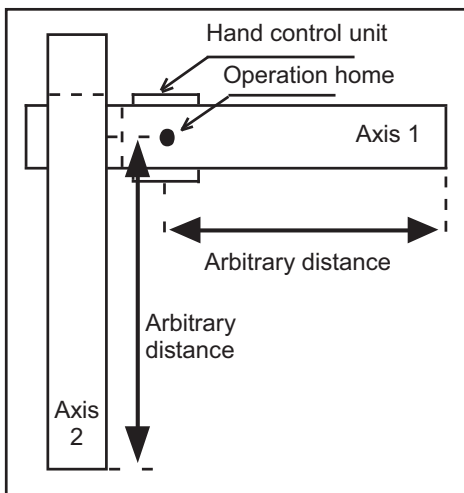 Hand control unit
Operation home
Axis 1
Arbitrary distance
Arbitrary
distance
Axis
2